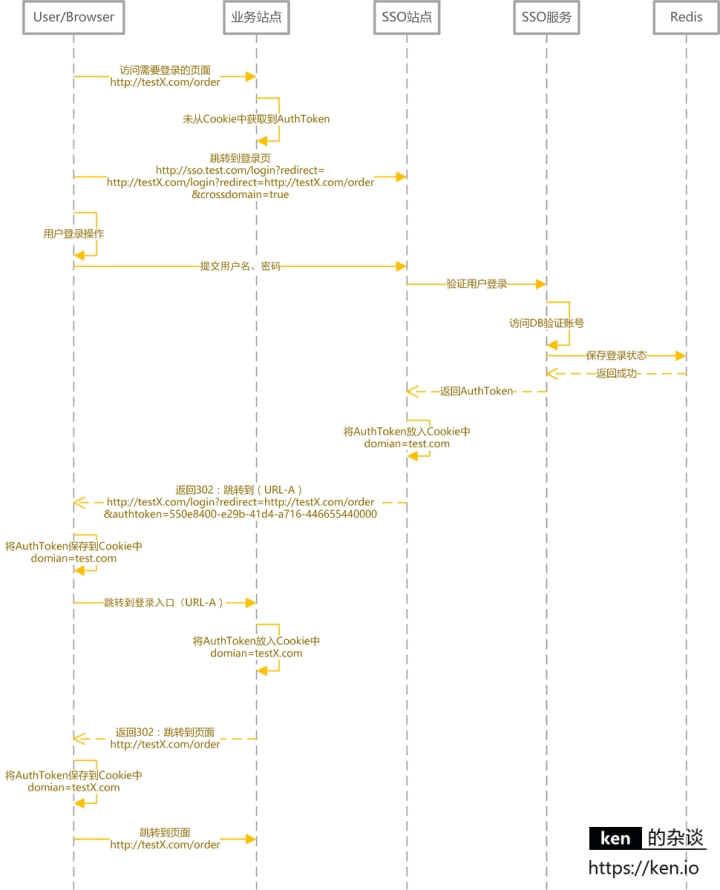 User/Browser
业务站点
SSO站点
SSO服务
Redis
访问需要登录的页面
http://testX.com/order
未从Cookie中获取到AuthToken
跳转到登录页
http://sso.test.com/login?redirect=
http://testX.com/login?redirect=http://testX.com/order
&crossdomain=true
用户登录操作
提交用户名、密码
验证用户登录
访问DB验证账号
保存登录状态
返回成功
返回AuthToken
将AuthToken放入Cookie中
domian=test.com
返回302：跳转到（URL-A）
http://testX.com/login?redirect=http://testX.com/order
&authtoken=550e8400-e29b-41d4-a716-446655440000
将AuthToken保存到Cookie中
domian=test.com
跳转到登录入口（URL-A）
将AuthToken放入Cookie中
domian=testX.com
返回302：跳转到页面
http://testX.com/order
将AuthToken保存到Cookie中
domian=testX.com
跳转到页面
http://testX.com/order
ken 的杂谈
https://ken.io